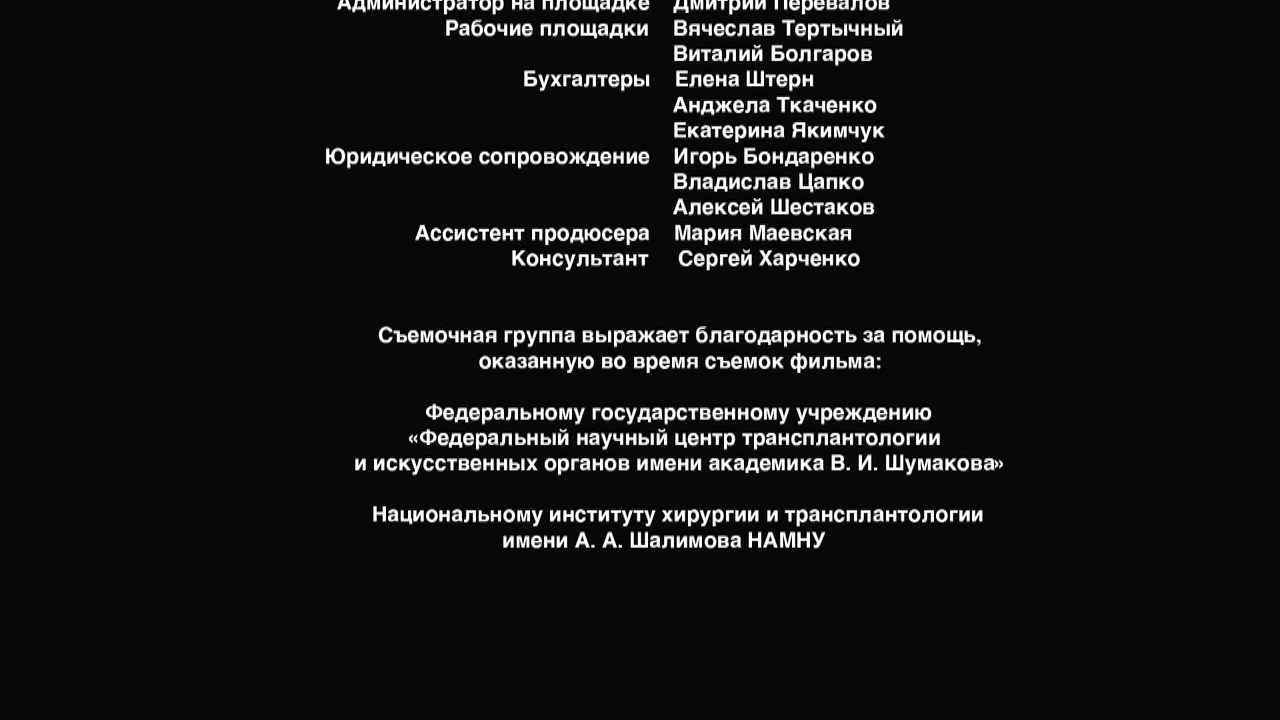 Администратор на площадке Дмитрий Перевалов
Рабочие площадки Вячеслав Тертычный
Виталий Болгаров
Бухгалтеры Елена Штерн
Анджела Ткаченко
Екатерина Якимчук
Юридическое сопровождение Игорь Бондаренко
Владислав Цапко
Алексей Шестаков
Ассистент продюсера Мария Маевская
Консультант Сергей Харченко
Съемочная группа выражает благодарность за помощь,
оказанную во время съемок фильма:
Федеральному государственному учреждению
«Федеральный научный центр трансплантологии
и искусственных органов имени академика В. И. Шумакова»
Национальному институту хирургии и трансплантологии
имени А. А. Шалимова НАМНУ